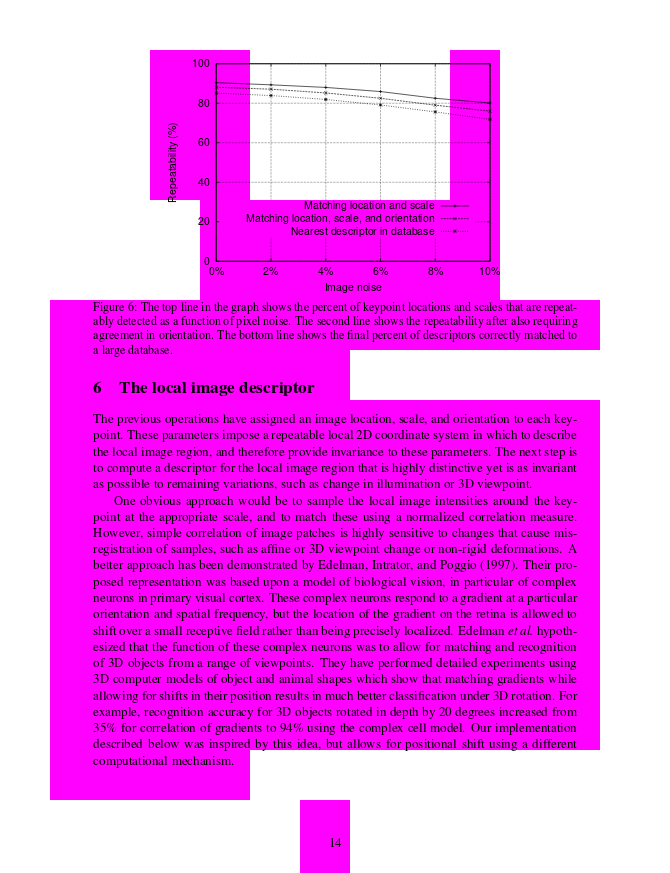 100
80
60
40
20
0
Repeatability (%)
Matching location and scale
Matching location, scale, and orientation
Nearest descriptor in database
0% 2% 4% 6% 8% 10%
Image noise
Figure 6: The top line in the graph shows the percent of keypoint locations and scales that are repeat-
ably detected as a function of pixel noise. The second line shows the repeatability after also requiring
agreement in orientation. The bottom line shows the final percent of descriptors correctly matched to
a large database.
6 The local image descriptor
The previous operations have assigned an image location, scale, and orientation to each key-
point. These parameters impose a repeatable local 2D coordinate system in which to describe
the local image region, and therefore provide invariance to these parameters. The next step is
to compute a descriptor for the local image region that is highly distinctive yet is as invariant
as possible to remaining variations, such as change in illumination or 3D viewpoint.
One obvious approach would be to sample the local image intensities around the key-
point at the appropriate scale, and to match these using a normalized correlation measure.
However, simple correlation of image patches is highly sensitive to changes that cause mis-
registration of samples, such as affine or 3D viewpoint change or non-rigid deformations. A
better approach has been demonstrated by Edelman, Intrator, and Poggio (1997). Their pro-
posed representation was based upon a model of biological vision, in particular of complex
neurons in primary visual cortex. These complex neurons respond to a gradient at a particular
orientation and spatial frequency, but the location of the gradient on the retina is allowed to
shift over a small receptive field rather than being precisely localized. Edelman et al. hypoth-
esized that the function of these complex neurons was to allow for matching and recognition
of 3D objects from a range of viewpoints. They have performed detailed experiments using
3D computer models of object and animal shapes which show that matching gradients while
allowing for shifts in their position results in much better classification under 3D rotation. For
example, recognition accuracy for 3D objects rotated in depth by 20 degrees increased from
35% for correlation of gradients to 94% using the complex cell model. Our implementation
described below was inspired by this idea, but allows for positional shift using a different
computational mechanism.
14